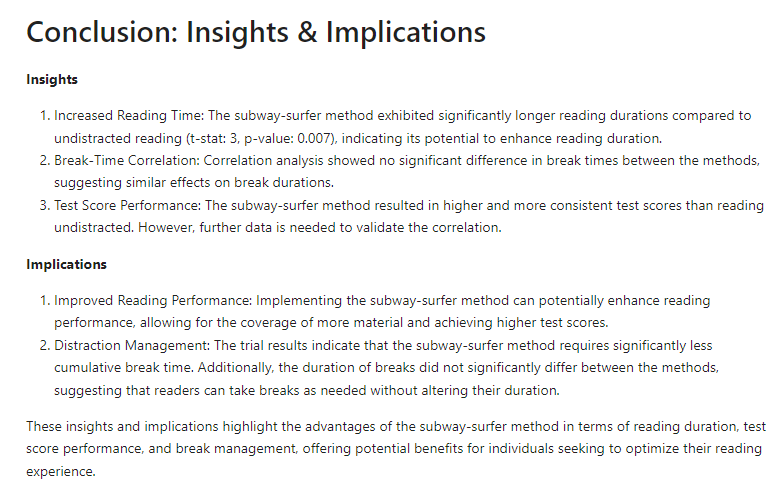 Conclusion: Insights & Implications
Insights
1. Increased Reading Time: The subway-surfer method exhibited significantly longer reading durations compared to
undistracted reading (t-stat: 3, p-value: 0.007), indicating its potential to enhance reading duration.
2. Break-Time Correlation: Correlation analysis showed no significant difference in break times between the methods,
suggesting similar effects on break durations.
3. Test Score Performance: The subway-surfer method resulted in higher and more consistent test scores than reading
undistracted. However, further data is needed to validate the correlation.
Implications
1. Improved Reading Performance: Implementing the subway-surfer method can potentially enhance reading
performance, allowing for the coverage of more material and achieving higher test scores.
2. Distraction Management: The trial results indicate that the subway-surfer method requires significantly less
cumulative break time. Additionally, the duration of breaks did not significantly differ between the methods,
suggesting that readers can take breaks as needed without altering their duration.
These insights and implications highlight the advantages of the subway-surfer method in terms of reading duration, test
score performance, and break management, offering potential benefits for individuals seeking to optimize their reading
experience.